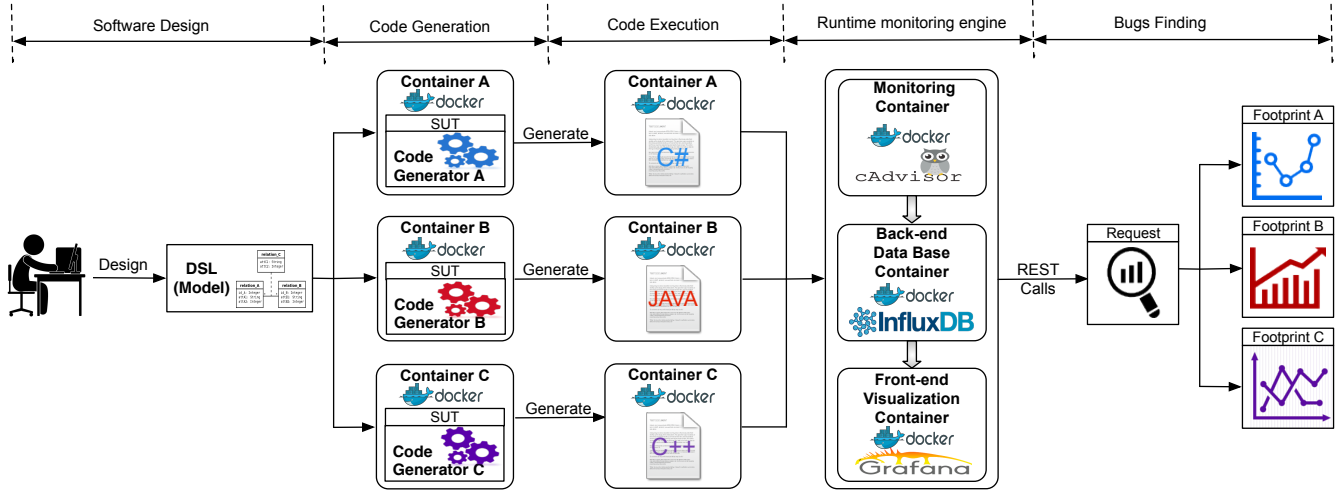 Software Design
Code Generation
Code Execution
Runtime monitoring engine
Bugs Finding
Design
DSL
(Model)
relation_C
relation_A
relation_B
Container A
docker
SUT
Code
Generator A
Generate
Container A
docker
C#
Container B
docker
SUT
Code
Generator B
Generate
Container B
docker
JAVA
Container C
docker
SUT
Code
Generator C
Generate
Container C
docker
C++
Monitoring
Container
docker
cAdvisor
Back-end
Data Base
Container
docker
InfluxDB
Front-end
Visualization
Container
docker
Grafana
REST
Calls
Request
Footprint A
Footprint B
Footprint C